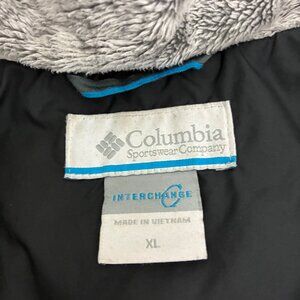 Columbia
Sportswear Company
INTERCHANGE
MADE IN VIETNAM
XL